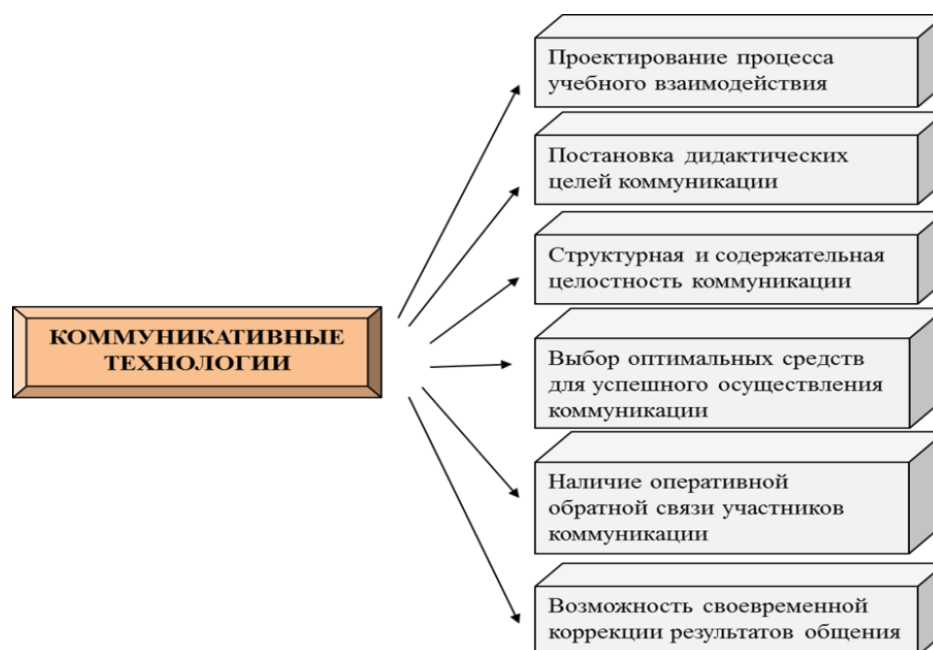 КОММУНИКАТИВНЫЕ
ТЕХНОЛОГИИ
Проектирование процесса
учебного взаимодействия
Постановка дидактических
целей коммуникации
Структурная и содержательная
целостность коммуникации
Выбор оптимальных средств
для успешного осуществления
коммуникации
Наличие оперативной
обратной связи участников
коммуникации
Возможность своевременной
коррекции результатов общения